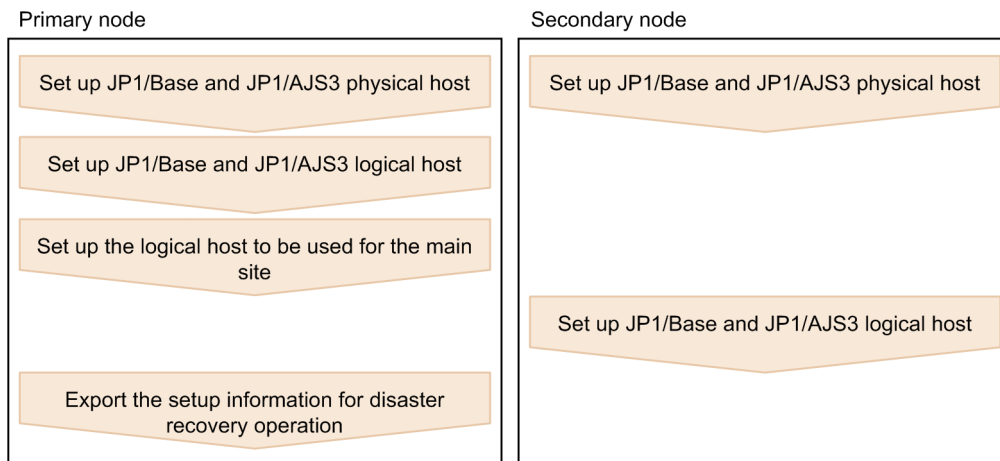 Primary node
Set up JP1/Base and JP1/AJS3 physical host
Set up JP1/Base and JP1/AJS3 logical host
Set up the logical host to be used for the main
site
Export the setup information for disaster
recovery operation
Secondary node
Set up JP1/Base and JP1/AJS3 physical host
Set up JP1/Base and JP1/AJS3 logical host